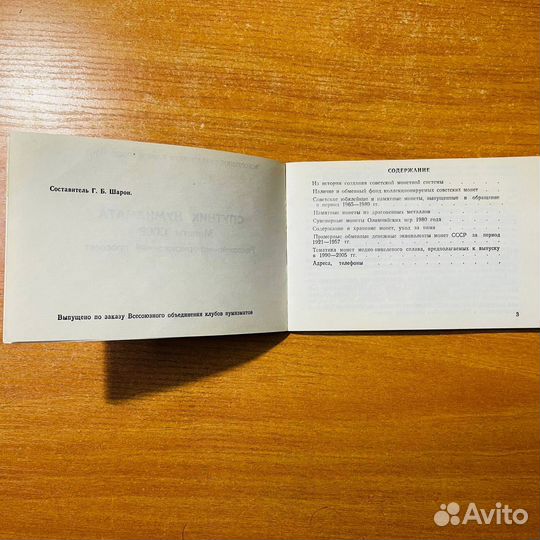 Составитель Г. Б. Шарон.
Выпущено по заказу Всесоюзного объединения клубов нумизматов
СОДЕРЖАНИЕ
Из истории создания советской монетной системы
Наличие и обменный фонд коллекционируемых советских монет
Советские юбилейные и памятные монеты, выпущенные в обращение
в период 1965—1989 гг.
Памятные монеты из драгоценных металлов
Сувенирные монеты Олимпийских игр 1980 года
Содержание и хранение монет, уход за ними
Примерные обменные денежные эквиваленты монет СССР за период
1921—1957 гг.
Тематика монет медно-никелевого сплава, предполагаемых к выпуску
в 1990—2005 гг.
Адреса, телефоны
3
СПУТНИК НУМИЗМАТА
Avito